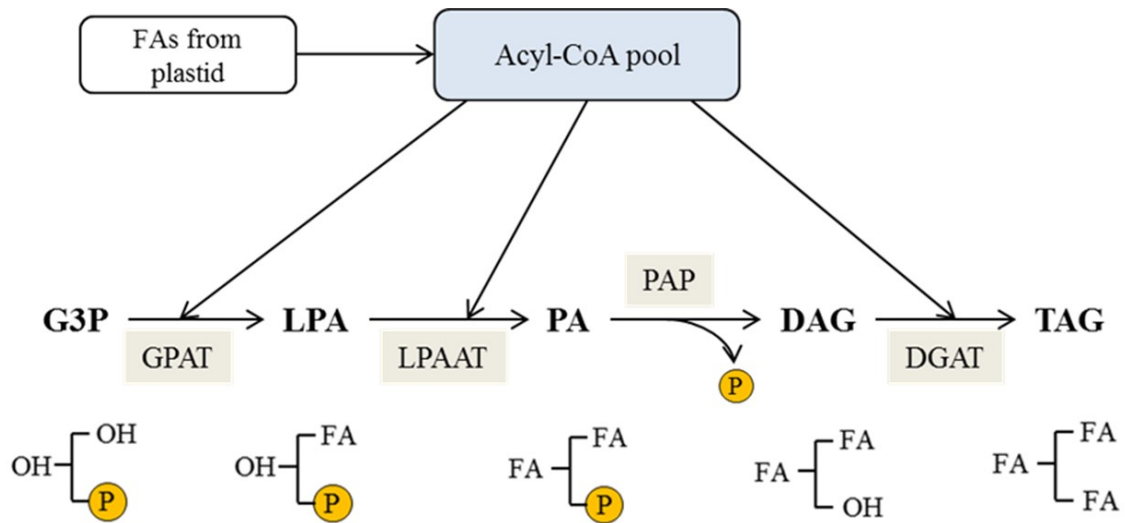 FAs from
plastid
Acyl-CoA pool
PAP
G3P LPA PA DAG TAG
GPAT LPAAT DGAT
P
OH FA FA FA FA
OH OH FA FA FA
P P P OH FA